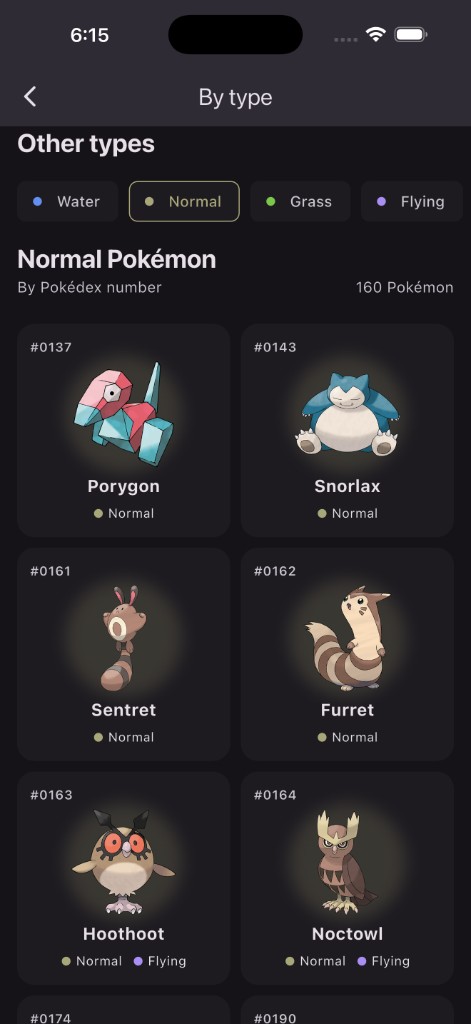 6:15
By type
Other types
Water Normal Grass Flying
Normal Pokémon
By Pokédex number 160 Pokémon
#0137 #0143
Porygon Snorlax
Normal Normal
#0161 #0162
Sentret Furret
Normal Normal
#0163 #0164
Hoothoot Noctowl
Normal Flying Normal Flying
#0174 #0190